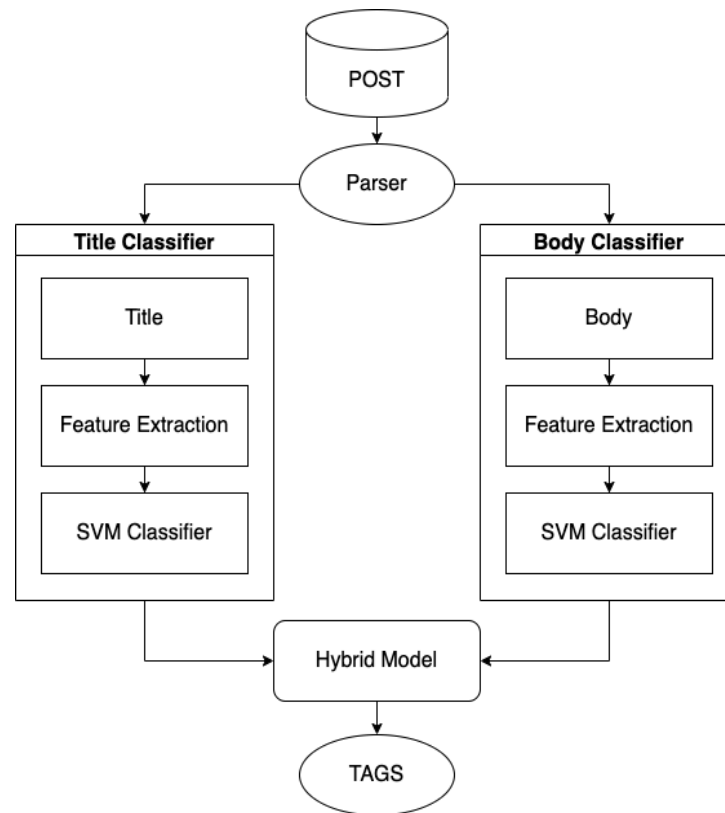 POST
Parser
Title Classifier
Title
Feature Extraction
SVM Classifier
Body Classifier
Body
Feature Extraction
SVM Classifier
Hybrid Model
TAGS